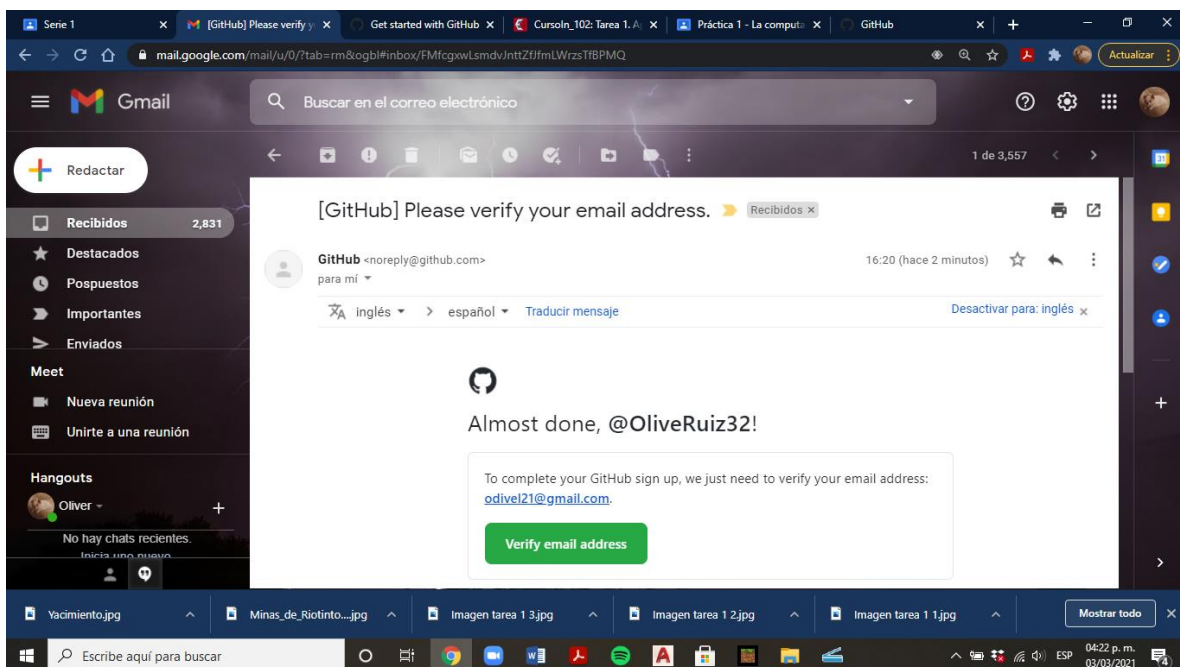 Serie 1
[GitHub] Please verify y
Get started with GitHub
CursoIn_102: Tarea 1. A
Práctica 1 - La computa
GitHub
mail.google.com/mail/u/0/?tab=rm&ogbl#inbox/
Actualizar
Gmail
Buscar en el correo electrónico
Redactar
1 de 3,557
31
[GitHub] Please verify your email address.
Recibidos
Recibidos 2,831
Destacados
Pospuestos
Importantes
Enviados
GitHub <noreply@github.com>
16:20 (hace 2 minutos)
para mí
inglés > español Traducir mensaje
Desactivar para: inglés
Meet
Nueva reunión
Unirte a una reunión
Almost done, @OliveRuiz32!
To complete your GitHub sign up, we just need to verify your email address:
odivel21@gmail.com.
Verify email address
Hangouts
Oliver
No hay chats recientes.
Inicia uno nuevo
Yacimiento.jpg
Minas_de_Riotinto....jpg
Imagen tarea 1 3.jpg
Imagen tarea 1 2.jpg
Imagen tarea 1 1.jpg
Mostrar todo
Escribe aquí para buscar
ESP
04:22 p. m.
03/03/2021
4